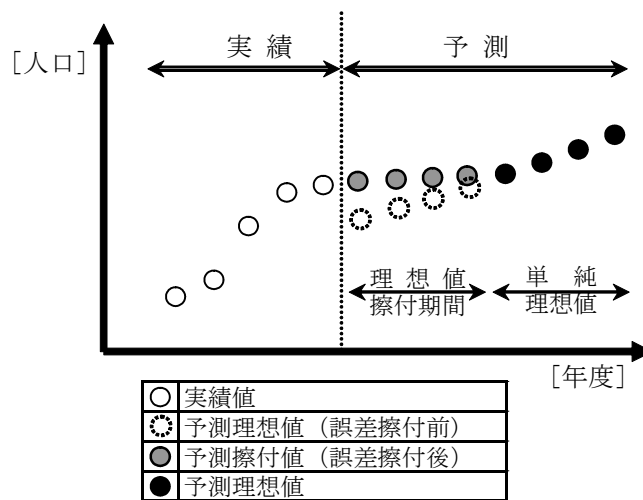 実 績
予 測
［人口］
理 想 値
擦付期間
単 純
理想値
［年度］
実績値
予測理想値（誤差擦付前）
予測擦付値（誤差擦付後）
予測理想値